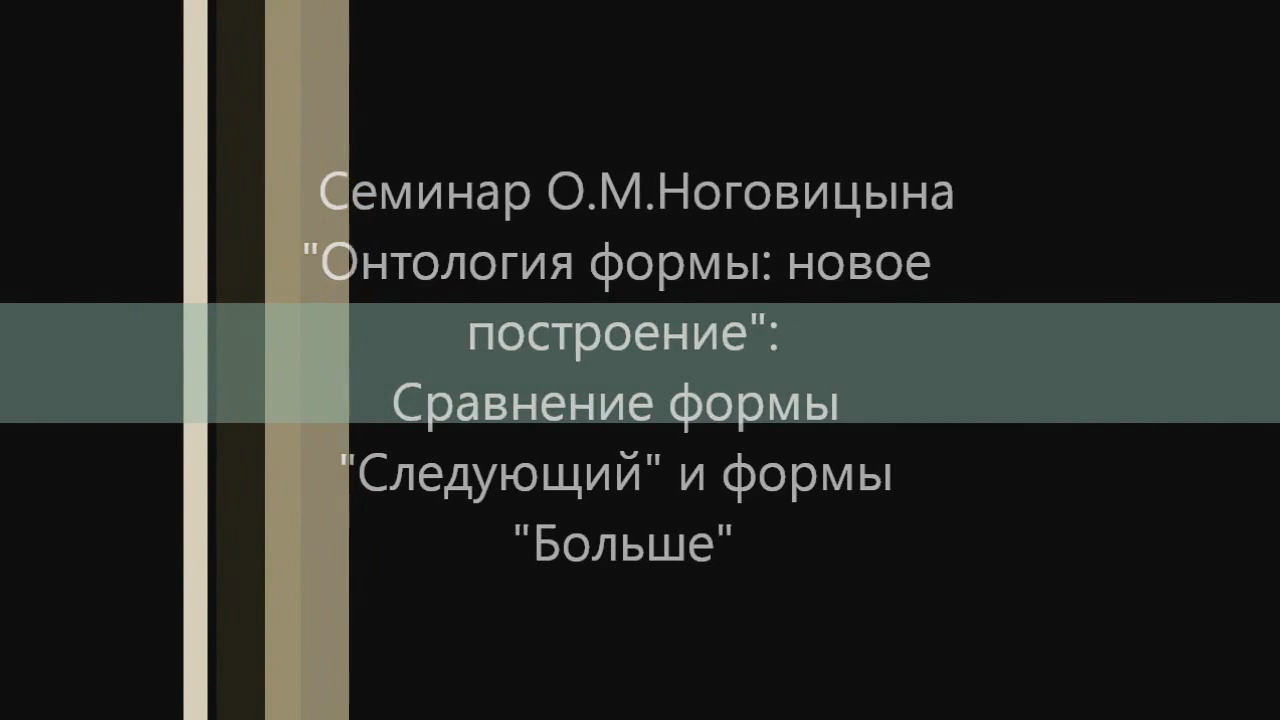 Семинар О.М.Ноговицына
"Онтология формы: новое
построение":
Сравнение формы
"Следующий" и формы
"Больше"